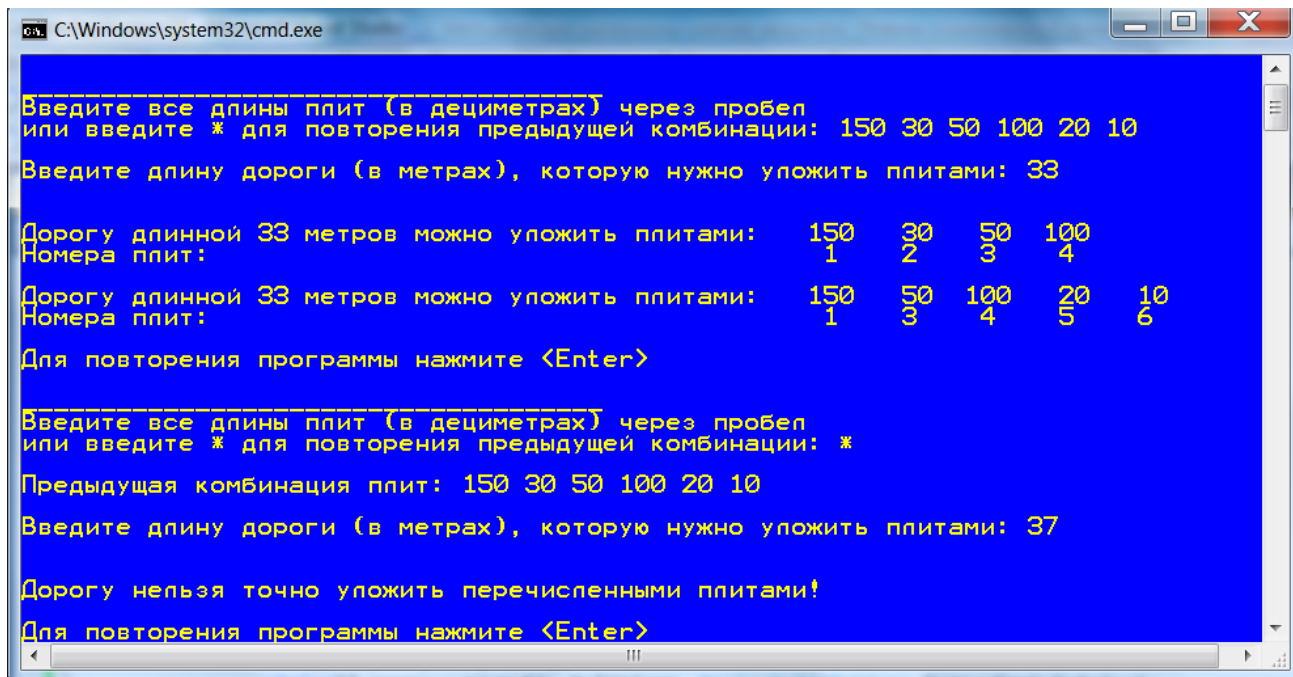 C:\Windows\system32\cmd.exe
Введите все длины плит (в дециметрах) через пробел
или введите * для повторения предыдущей комбинации: 150 30 50 100 20 10
Введите длину дороги (в метрах), которую нужно уложить плитами: 33
Дорогу длинной 33 метров можно уложить плитами: 150 30 50 100
Номера плит: 1 2 3 4
Дорогу длинной 33 метров можно уложить плитами: 150 50 100 20 10
Номера плит: 1 3 4 5 6
Для повторения программы нажмите <Enter>
Введите все длины плит (в дециметрах) через пробел
или введите * для повторения предыдущей комбинации: *
Предыдущая комбинация плит: 150 30 50 100 20 10
Введите длину дороги (в метрах), которую нужно уложить плитами: 37
Дорогу нельзя точно уложить перечисленными плитами!
Для повторения программы нажмите <Enter>